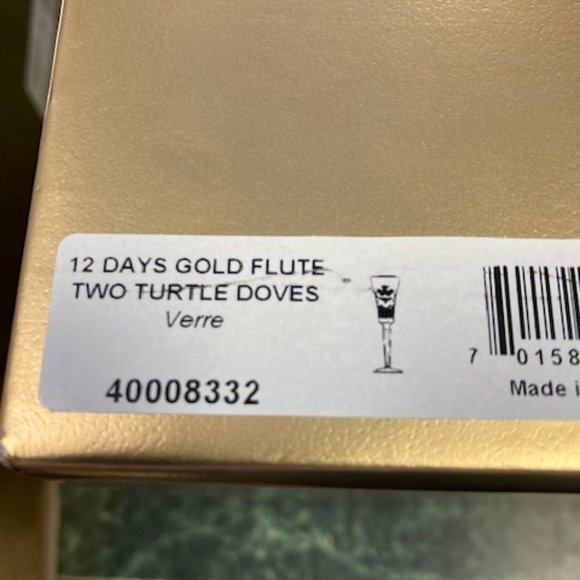 12 DAYS GOLD FLUTE
TWO TURTLE DOVES
Verre
40008332
7 0158
Made i